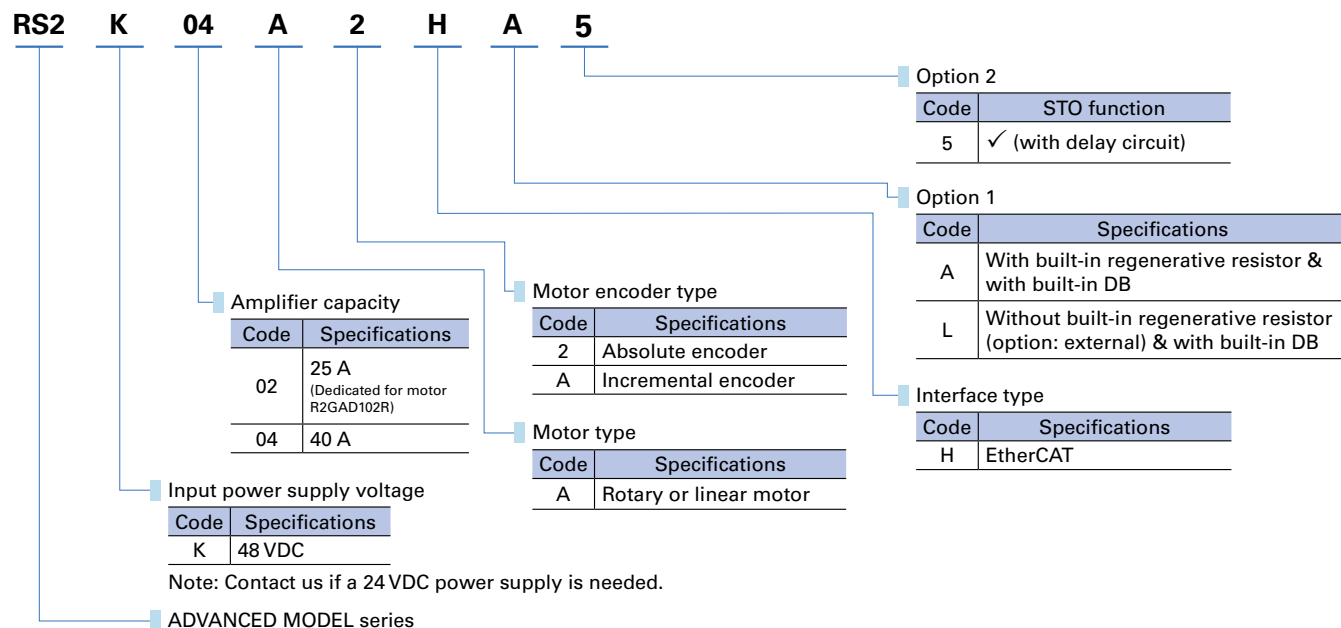 RS2 K 04 A 2 H A 5
Option 2
Code STO function
5 ✓ (with delay circuit)
Option 1
Code Specifications
A With built-in regenerative resistor &
with built-in DB
L Without built-in regenerative resistor
(option: external) & with built-in DB
Interface type
Code Specifications
H EtherCAT
Motor encoder type
Code Specifications
2 Absolute encoder
A Incremental encoder
Motor type
Code Specifications
A Rotary or linear motor
Amplifier capacity
Code Specifications
02 25 A
(Dedicated for motor
R2GAD102R)
04 40 A
Input power supply voltage
Code Specifications
K 48 VDC
Note: Contact us if a 24 VDC power supply is needed.
ADVANCED MODEL series